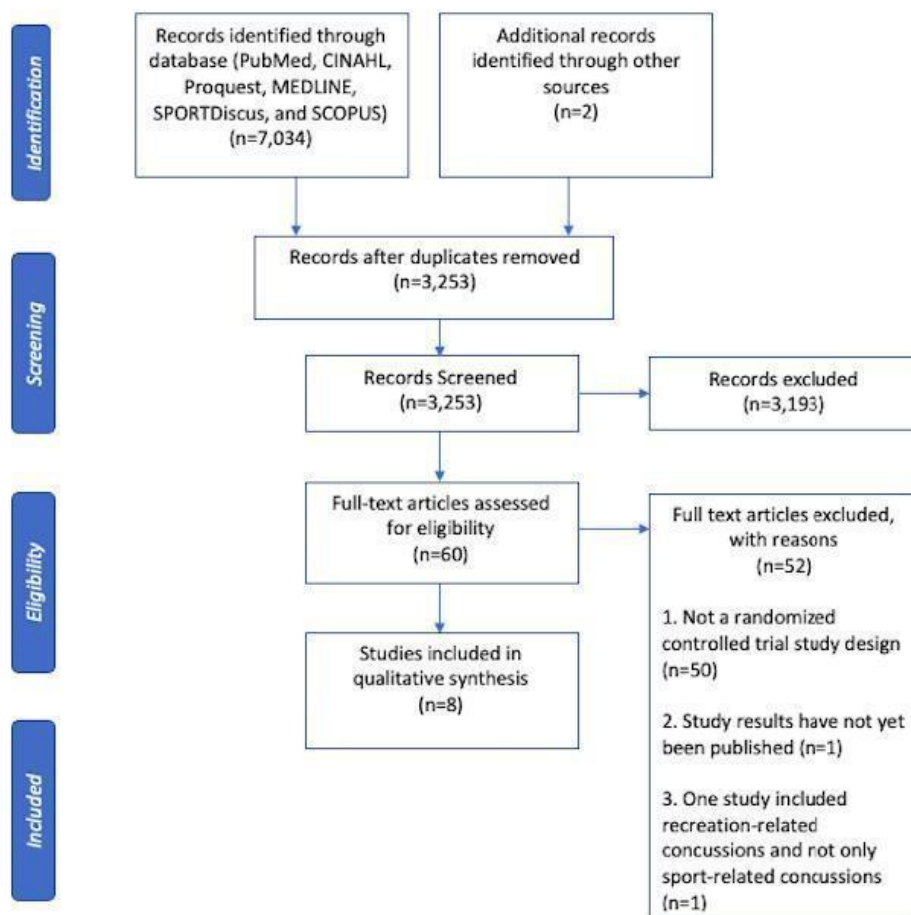 Identification
Records identified through
database (PubMed, CINAHL,
Proquest, MEDLINE,
SPORTDiscus, and SCOPUS)
(n=7,034)
Additional records
identified through other
sources
(n=2)
Screening
Records after duplicates removed
(n=3,253)
Records Screened
(n=3,253)
Records excluded
(n=3,193)
Eligibility
Full-text articles assessed
for eligibility
(n=60)
Full text articles excluded,
with reasons
(n=52)
1. Not a randomized
controlled trial study design
(n=50)
2. Study results have not yet
been published (n=1)
3. One study included
recreation-related
concussions and not only
sport-related concussions
(n=1)
Studies included in
qualitative synthesis
(n=8)
Included